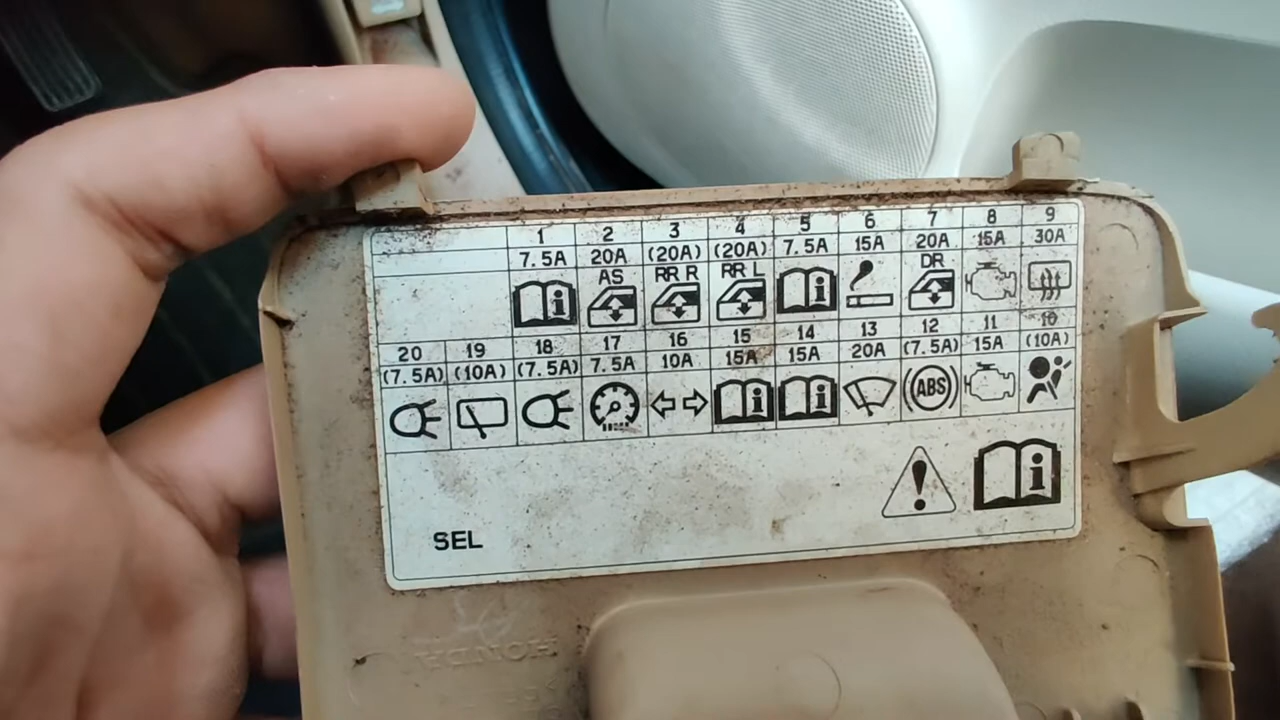 1 2 3 4 5 6 7 8 9
7.5A 20A (20A) (20A) 7.5A 15A 20A 15A 30A
AS RR R RR L DR
20 19 18 17 16 15 14 13 12 11 10
(7.5A) (10A) (7.5A) 7.5A 10A 15A 15A 20A (7.5A) 15A (10A)
ABS
SEL
HONDA